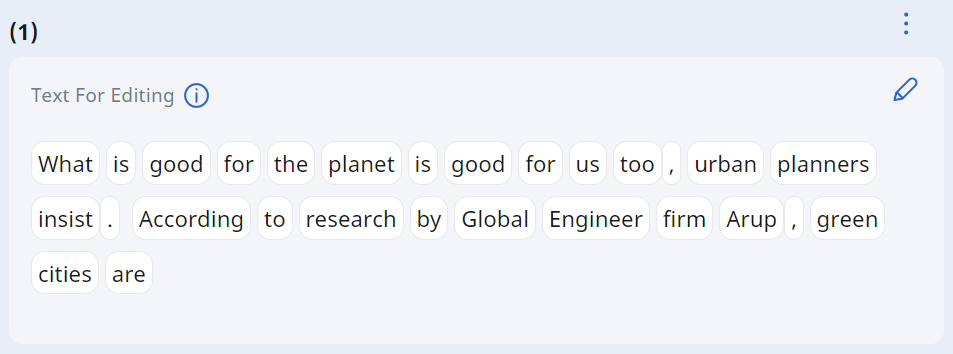 (1)
Text For Editing
What is good for the planet is good for us too, urban planners
insist. According to research by Global Engineer firm Arup, green
cities are